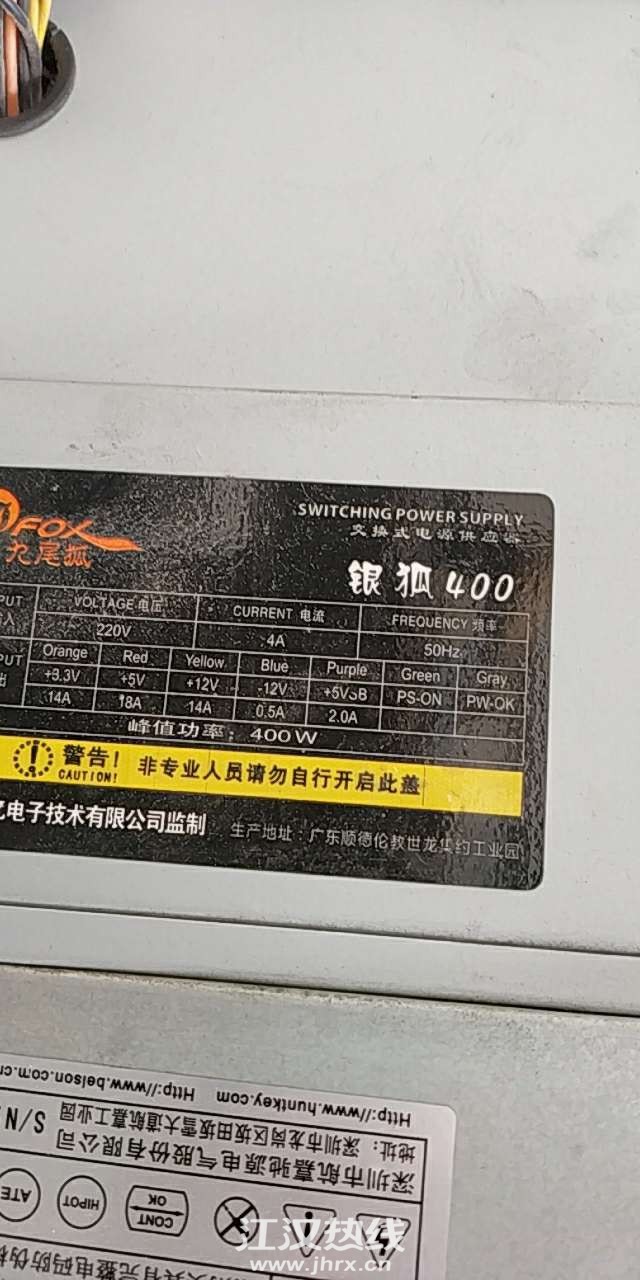 FOX
九尾狐
SWITCHING POWER SUPPLY
交换式电源供应器
银狐400
VOLTAGE 电压 CURRENT 电流 FREQUENCY 频率
220V 4A 50Hz
Orange Red Yellow Blue Purple Green Gray
+3.3V +5V +12V -12V +5VSB PS-ON PW-OK
14A 18A 14A 0.5A 2.0A
峰值功率：400W
警告！ 非专业人员请勿自行开启此盖
CAUTION!
电子技术有限公司监制 生产地址：广东顺德伦教世龙集约工业园
Http://www.huntkey.com Http://www.belson.com.cn
地址：深圳市龙岗区坂田坂雪大道航嘉工业园 S/N
深圳市航嘉驰源电气股份有限公司
CONT OK HIPOT ATE
江汉热线
www.jhrx.cn